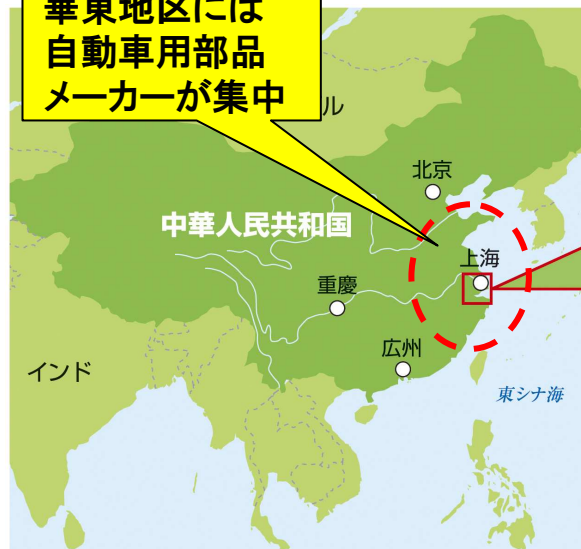 華東地区には
自動車用部品
メーカーが集中
ル
北京
中華人民共和国
上海
重慶
広州
インド
東シナ海